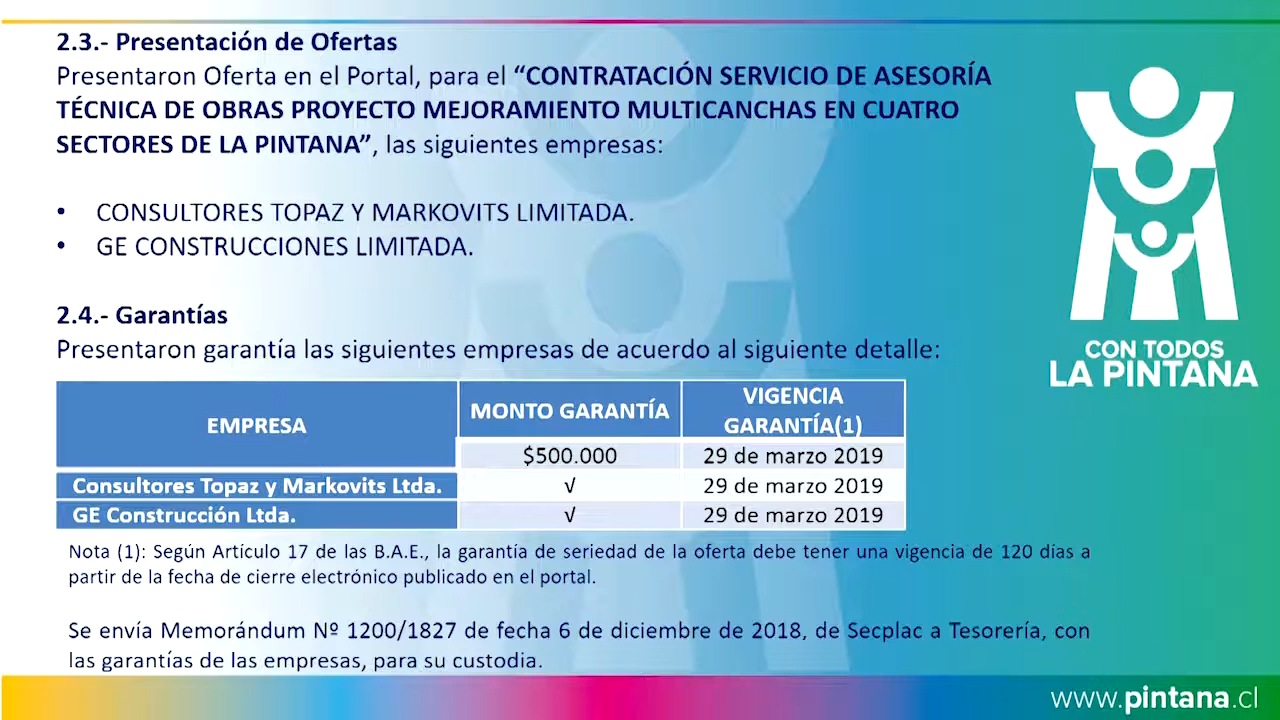 2.3.- Presentación de Ofertas
Presentaron Oferta en el Portal, para el “CONTRATACIÓN SERVICIO DE ASESORÍA
TÉCNICA DE OBRAS PROYECTO MEJORAMIENTO MULTICANCHAS EN CUATRO
SECTORES DE LA PINTANA”, las siguientes empresas:
• CONSULTORES TOPAZ Y MARKOVITS LIMITADA.
• GE CONSTRUCCIONES LIMITADA.
2.4.- Garantías
Presentaron garantía las siguientes empresas de acuerdo al siguiente detalle:
EMPRESA MONTO GARANTÍA VIGENCIA
GARANTÍA(1)
$500.000 29 de marzo 2019
Consultores Topaz y Markovits Ltda. √ 29 de marzo 2019
GE Construcción Ltda. √ 29 de marzo 2019
Nota (1): Según Artículo 17 de las B.A.E., la garantía de seriedad de la oferta debe tener una vigencia de 120 días a
partir de la fecha de cierre electrónico publicado en el portal.
Se envía Memorándum Nº 1200/1827 de fecha 6 de diciembre de 2018, de Secplac a Tesorería, con
las garantías de las empresas, para su custodia.
CON TODOS
LA PINTANA
www.pintana.cl